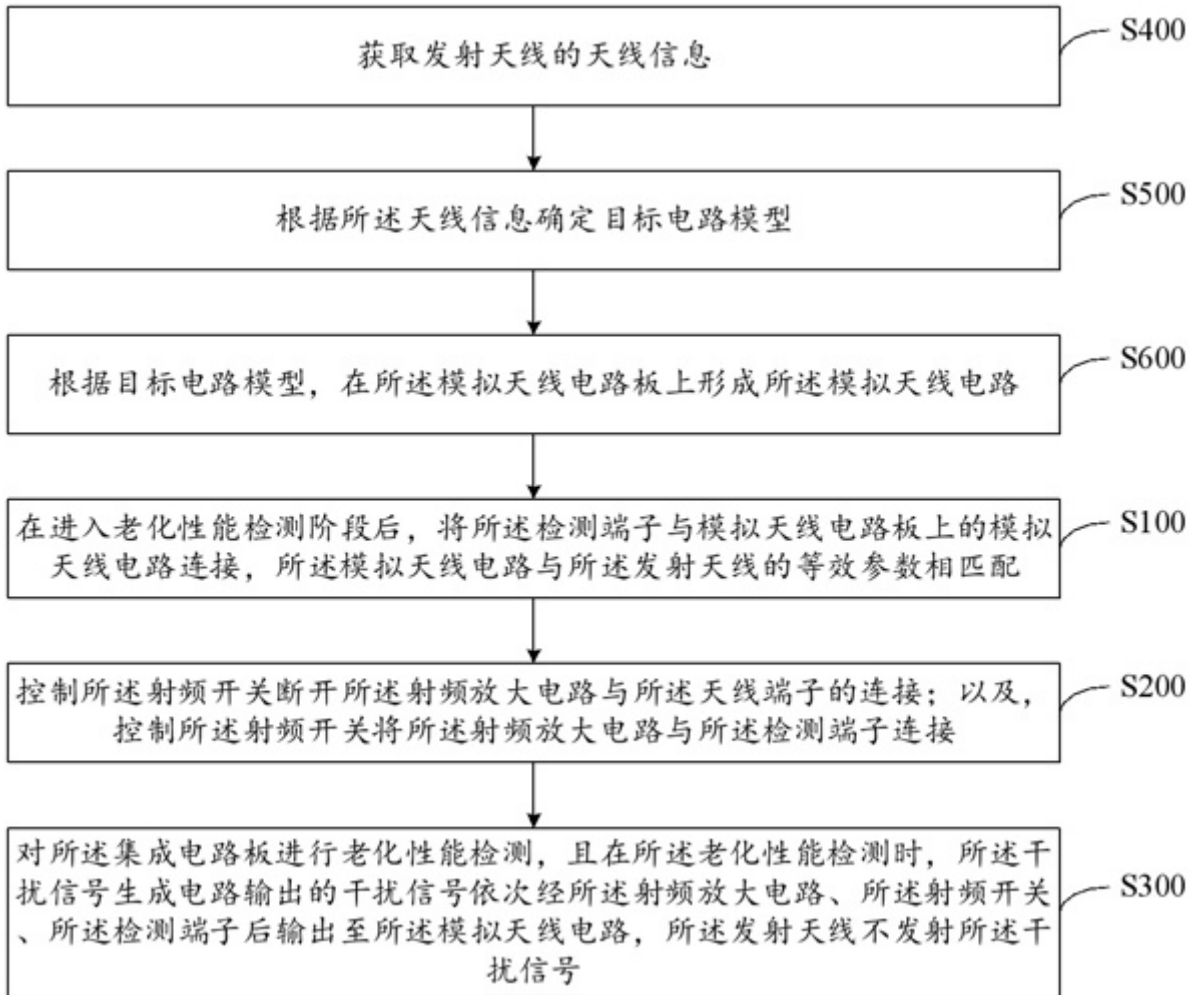 获取发射天线的天线信息
S400
根据所述天线信息确定目标电路模型
S500
根据目标电路模型，在所述模拟天线电路板上形成所述模拟天线电路
S600
在进入老化性能检测阶段后，将所述检测端子与模拟天线电路板上的模拟
天线电路连接，所述模拟天线电路与所述发射天线的等效参数相匹配
S100
控制所述射频开关断开所述射频放大电路与所述天线端子的连接；以及，
控制所述射频开关将所述射频放大电路与所述检测端子连接
S200
对所述集成电路板进行老化性能检测，且在所述老化性能检测时，所述干
扰信号生成电路输出的干扰信号依次经所述射频放大电路、所述射频开关
、所述检测端子后输出至所述模拟天线电路，所述发射天线不发射所述干
扰信号
S300